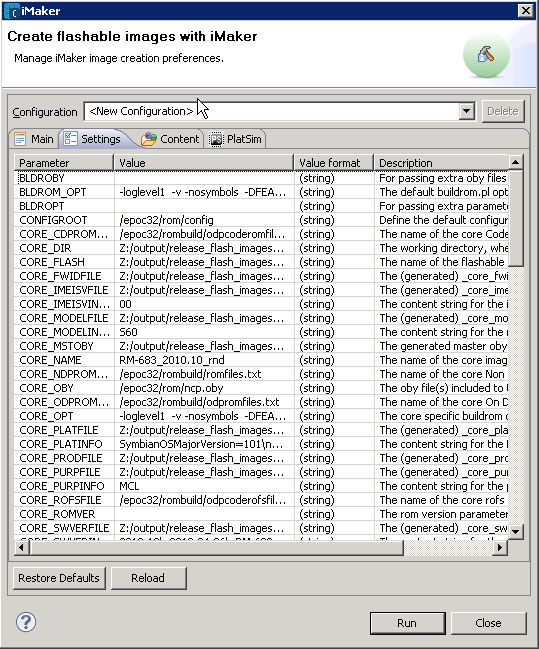 iMaker
Create flashable images with iMaker
Manage iMaker image creation preferences.
Configuration <New Configuration> Delete
Main Settings Content PlatSim
Parameter Value Value format Description
BLDROBY (string) For passing extra oby files
BLDROM_OPT -loglevel1 -v -nosymbols -DFEA... (string) The default buildrom.pl opt
BLDROPT (string) For passing extra paramet
CONFIGROOT /epoc32/rom/config (string) Define the default configur
CORE_CDPROM... /epoc32/rombuild/odpcoderomfil... (string) The name of the core Code
CORE_DIR Z:/output/release_flash_images... (string) The working directory, whe
CORE_FLASH Z:/output/release_flash_images... (string) The name of the flashable
CORE_FWIDFILE Z:/output/release_flash_images... (string) The (generated) _core_fwi
CORE_IMEISVFILE Z:/output/release_flash_images... (string) The (generated) _core_ime
CORE_IMEISVIN... 00 (string) The content string for the i
CORE_MODELFILE Z:/output/release_flash_images... (string) The (generated) _core_mo
CORE_MODELIN... S60 (string) The content string for the
CORE_MSTOBY Z:/output/release_flash_images... (string) The generated master oby
CORE_NAME RM-683_2010.10_rnd (string) The name of the core imag
CORE_NDPROM... /epoc32/rombuild/romfiles.txt (string) The name of the core Non
CORE_OBY /epoc32/rom/ncp.oby (string) The oby file(s) included to
CORE_ODPROM... /epoc32/rombuild/odpromfiles.txt (string) The name of the core On D
CORE_OPT -loglevel1 -v -nosymbols -DFEA... (string) The core specific buildrom
CORE_PLATFILE Z:/output/release_flash_images... (string) The (generated) _core_pla
CORE_PLATINFO SymbianOSMajorVersion=101\n... (string) The content string for the
CORE_PRODFILE Z:/output/release_flash_images... (string) The (generated) _core_pro
CORE_PURPFILE Z:/output/release_flash_images... (string) The (generated) _core_pur
CORE_PURPINFO MCL (string) The content string for the p
CORE_ROFSFILE /epoc32/rombuild/odpcoderofsfil... (string) The name of the core rofs
CORE_ROMVER (string) The rom version parameter
CORE_SWVERFILE Z:/output/release_flash_images... (string) The (generated) _core_sw
Restore Defaults Reload
Run Close